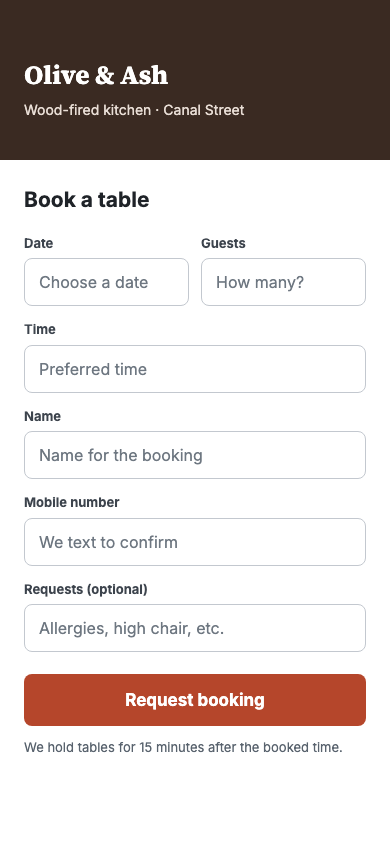 Olive & Ash
Wood-fired kitchen · Canal Street
Book a table
Date
Guests
Choose a date
How many?
Time
Preferred time
Name
Name for the booking
Mobile number
We text to confirm
Requests (optional)
Allergies, high chair, etc.
Request booking
We hold tables for 15 minutes after the booked time.